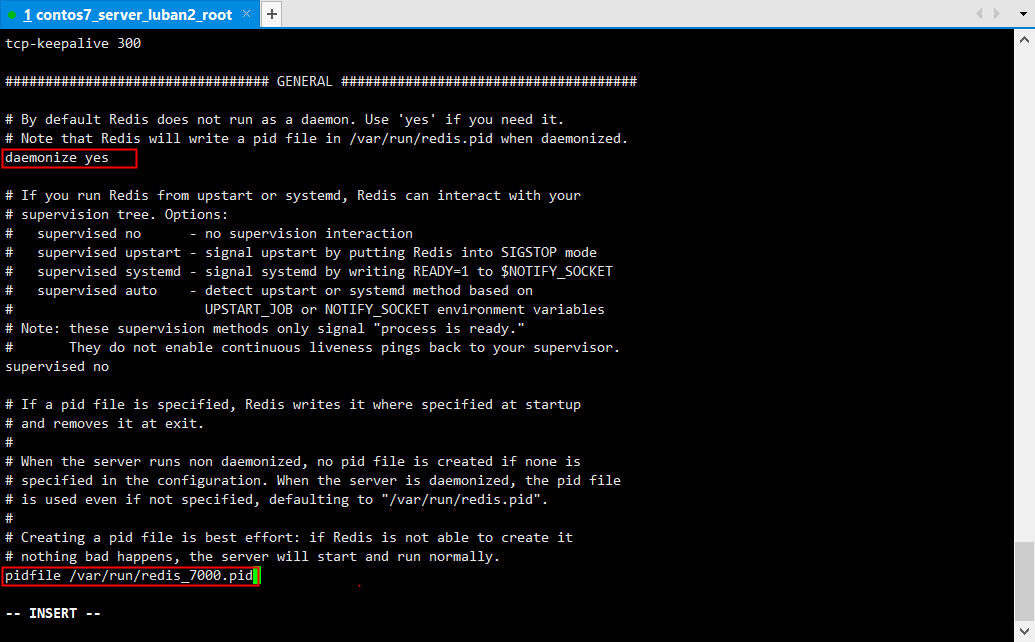 1 contos7_server_luban2_root × +
tcp-keepalive 300
################################# GENERAL #####################################
# By default Redis does not run as a daemon. Use 'yes' if you need it.
# Note that Redis will write a pid file in /var/run/redis.pid when daemonized.
daemonize yes
# If you run Redis from upstart or systemd, Redis can interact with your
# supervision tree. Options:
#   supervised no      - no supervision interaction
#   supervised upstart - signal upstart by putting Redis into SIGSTOP mode
#   supervised systemd - signal systemd by writing READY=1 to $NOTIFY_SOCKET
#   supervised auto    - detect upstart or systemd method based on
#                        UPSTART_JOB or NOTIFY_SOCKET environment variables
# Note: these supervision methods only signal "process is ready."
#       They do not enable continuous liveness pings back to your supervisor.
supervised no
# If a pid file is specified, Redis writes it where specified at startup
# and removes it at exit.
#
# When the server runs non daemonized, no pid file is created if none is
# specified in the configuration. When the server is daemonized, the pid file
# is used even if not specified, defaulting to "/var/run/redis.pid".
#
# Creating a pid file is best effort: if Redis is not able to create it
# nothing bad happens, the server will start and run normally.
pidfile /var/run/redis_7000.pid
-- INSERT --